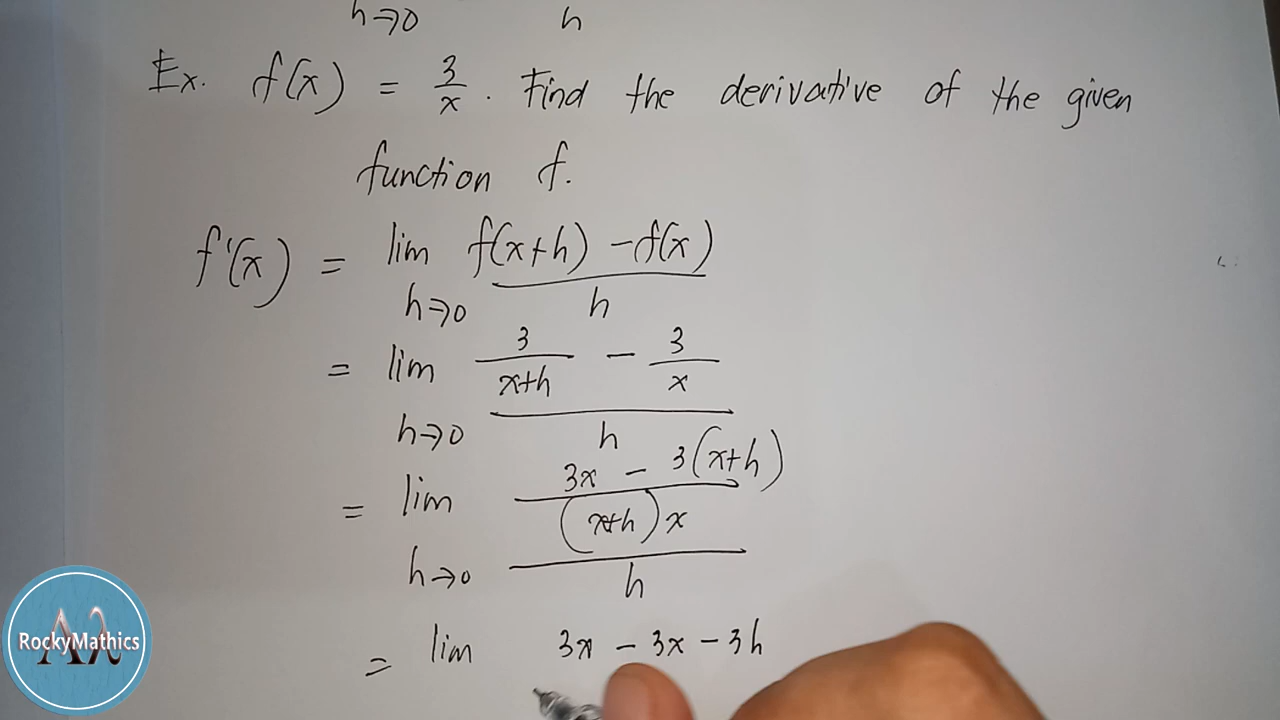 h→0 h
Ex. f(x) = 3/x . Find the derivative of the given
function f.
f'(x) = lim f(x+h) - f(x)
h→0 h
= lim 3/(x+h) - 3/x
h→0 h
= lim 3x - 3(x+h)
(x+h)x
h→0 h
= lim 3x - 3x - 3h
Aλ
RockyMathics